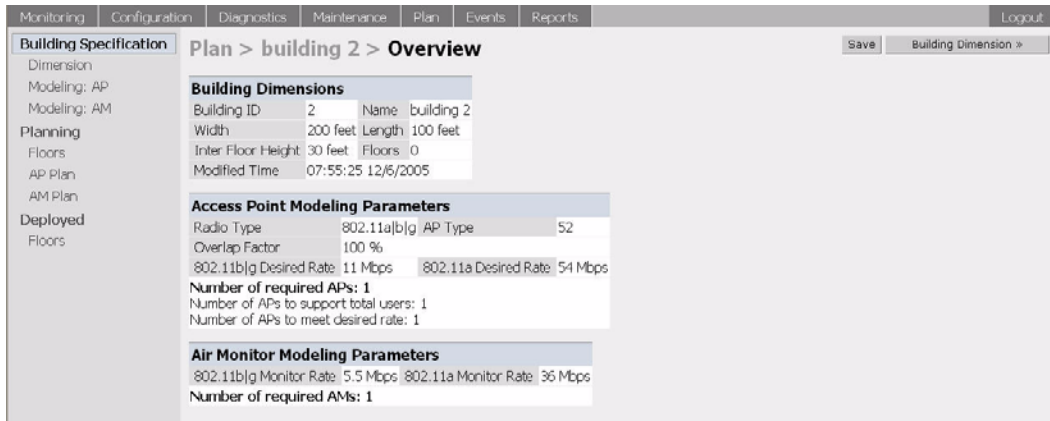 Monitoring Configuration Diagnostics Maintenance Plan Events Reports Logout
Building Specification
Dimension
Modeling: AP
Modeling: AM
Planning
Floors
AP Plan
AM Plan
Deployed
Floors
Plan > building 2 > Overview
Save Building Dimension »
Building Dimensions
Building ID 2 Name building 2
Width 200 feet Length 100 feet
Inter Floor Height 30 feet Floors 0
Modified Time 07:55:25 12/6/2005
Access Point Modeling Parameters
Radio Type 802.11a|b|g AP Type 52
Overlap Factor 100 %
802.11b|g Desired Rate 11 Mbps 802.11a Desired Rate 54 Mbps
Number of required APs: 1
Number of APs to support total users: 1
Number of APs to meet desired rate: 1
Air Monitor Modeling Parameters
802.11b|g Monitor Rate 5.5 Mbps 802.11a Monitor Rate 36 Mbps
Number of required AMs: 1